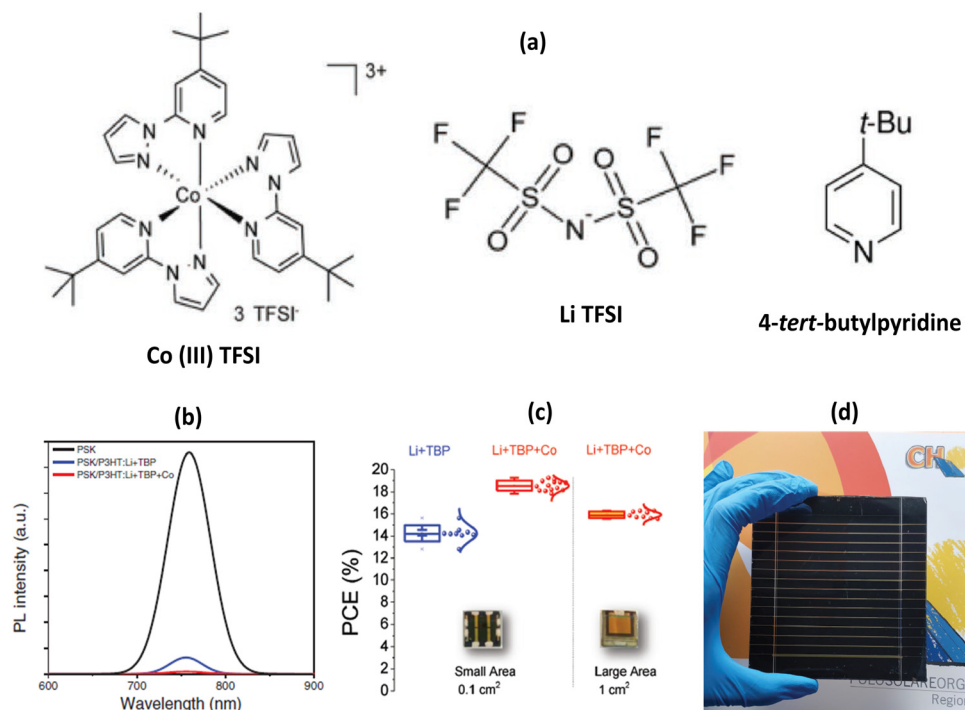 (a)
3+
N
N
N
N
N
N
Co
N
N
N
3 TFSI-
Co (III) TFSI
F
F
F
S
O
O
N-
S
O
O
F
F
F
Li TFSI
t-Bu
N
4-tert-butylpyridine
(b)
PL intensity (a.u.)
PSK
PSK/P3HT:Li+TBP
PSK/P3HT:Li+TBP+Co
600
700
800
900
Wavelength (nm)
(c)
Li+TBP
Li+TBP+Co
Li+TBP+Co
PCE (%)
20
18
16
14
12
10
8
6
4
2
0
Small Area
0.1 cm²
Large Area
1 cm²
(d)
CH
POLOSOLAREORG
Region